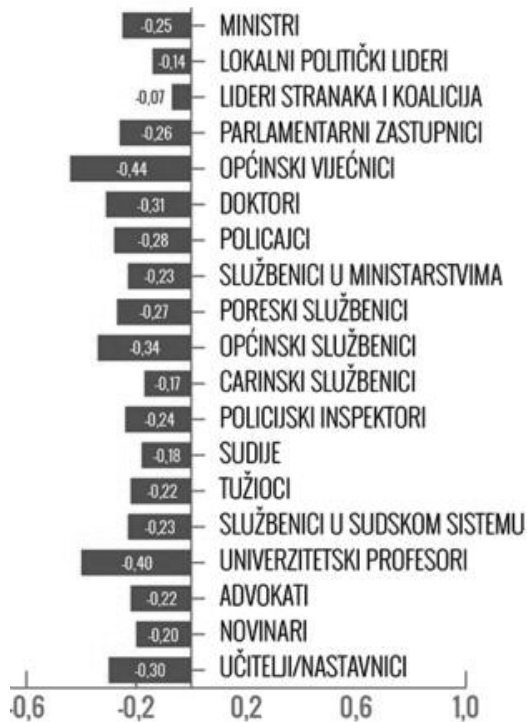 -0,25 MINISTRI
-0,14 LOKALNI POLITIČKI LIDERI
-0,07 LIDERI STRANAKA I KOALICIJA
-0,26 PARLAMENTARNI ZASTUPNICI
-0,44 OPĆINSKI VIJEĆNICI
-0,31 DOKTORI
-0,28 POLICAJCI
-0,23 SLUŽBENICI U MINISTARSTVIMA
-0,27 PORESKI SLUŽBENICI
-0,34 OPĆINSKI SLUŽBENICI
-0,17 CARINSKI SLUŽBENICI
-0,24 POLICIJSKI INSPEKTORI
-0,18 SUDIJE
-0,22 TUŽIOCI
-0,23 SLUŽBENICI U SUDSKOM SISTEMU
-0,40 UNIVERZITETSKI PROFESORI
-0,22 ADVOKATI
-0,20 NOVINARI
-0,30 UČITELJI/NASTAVNICI
-0,6 -0,2 0,2 0,6 1,0